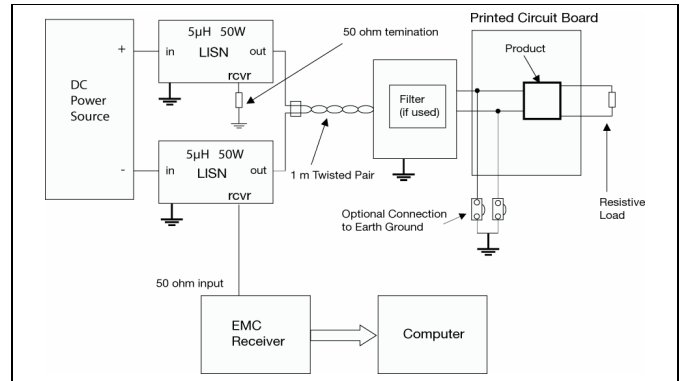 Printed Circuit Board
5µH 50W
50 ohm temination
+
in
LISN
out
rcvr
Product
DC
Power
Source
Filter
(if used)
5µH 50W
-
in
LISN
out
rcvr
1 m Twisted Pair
Optional Connection
to Earth Ground
Resistive
Load
50 ohm input
EMC
Receiver
Computer